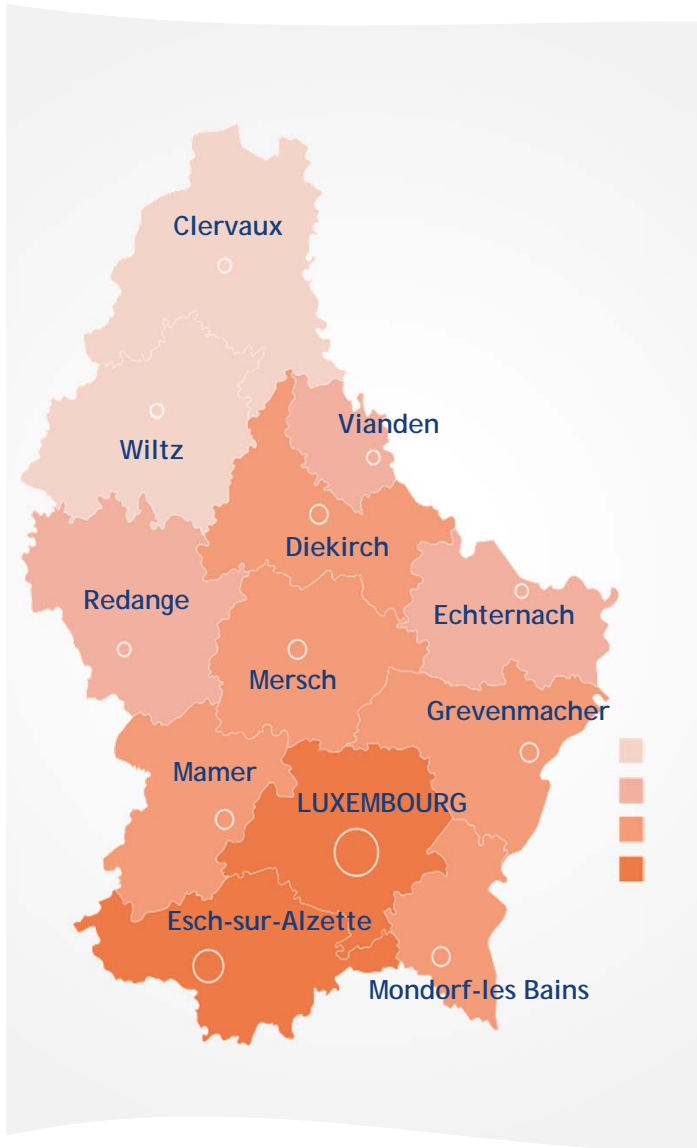 Clervaux
Vianden
Wiltz
Diekirch
Redange
Echternach
Mersch
Grevenmacher
Mamer
LUXEMBOURG
Esch-sur-Alzette
Mondorf-les Bains